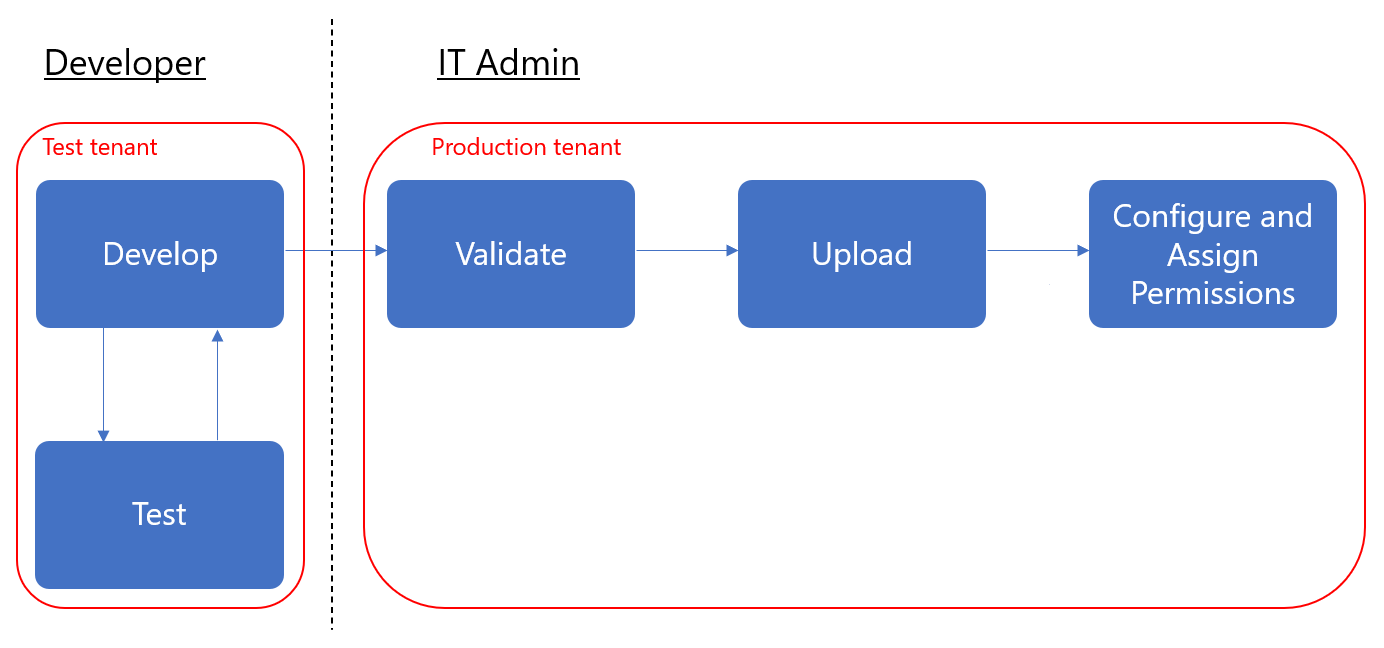 Developer
IT Admin
Test tenant
Production tenant
Develop
Validate
Upload
Configure and
Assign
Permissions
Test